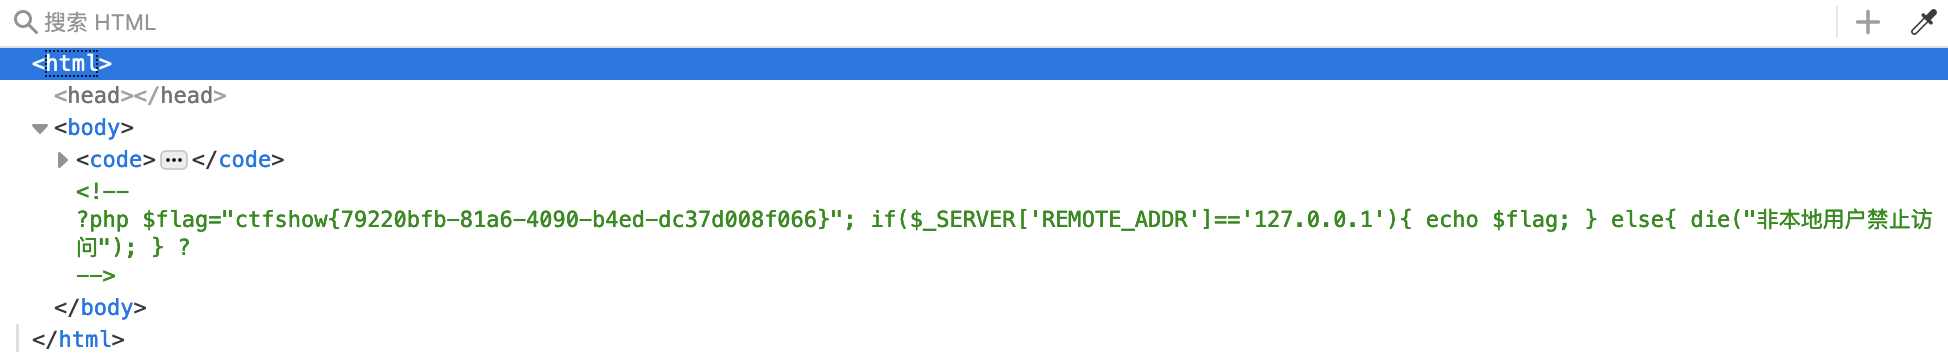 搜索 HTML
<html>
<head></head>
<body>
<code>···</code>
<!--
?php $flag="ctfshow{79220bfb-81a6-4090-b4ed-dc37d008f066}"; if($_SERVER['REMOTE_ADDR']=='127.0.0.1'){ echo $flag; } else{ die("非本地用户禁止访
问"); } ?
-->
</body>
</html>